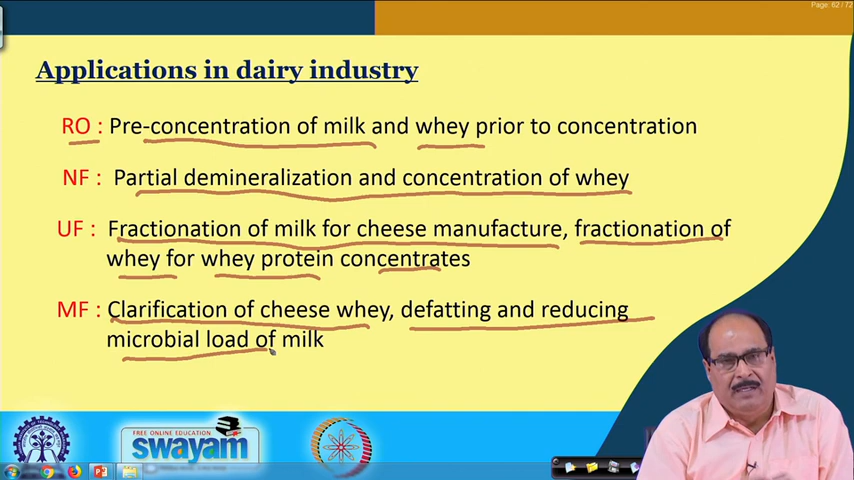 Page: 82 / 72
Applications in dairy industry
RO : Pre-concentration of milk and whey prior to concentration
NF : Partial demineralization and concentration of whey
UF : Fractionation of milk for cheese manufacture, fractionation of
whey for whey protein concentrates
MF : Clarification of cheese whey, defatting and reducing
microbial load of milk
FREE ONLINE EDUCATION
swayam